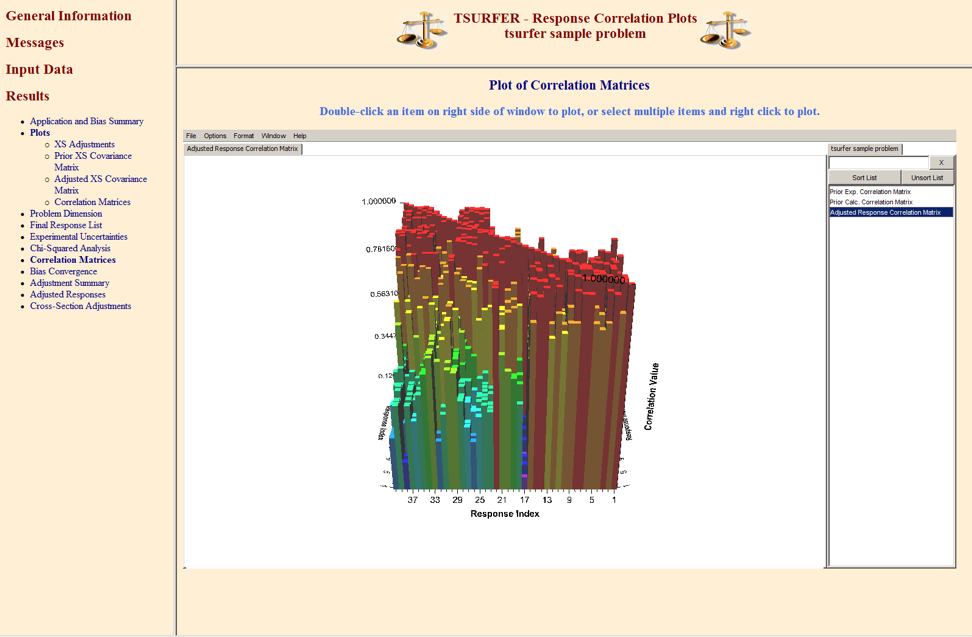 General Information
Messages
Input Data
Results
Application and Bias Summary
Plots
XS Adjustments
Prior XS Covariance
Matrix
Adjusted XS Covariance
Matrix
Correlation Matrices
Problem Dimension
Final Response List
Experimental Uncertainties
Chi-Squared Analysis
Correlation Matrices
Bias Convergence
Adjustment Summary
Adjusted Responses
Cross-Section Adjustments
TSURFER - Response Correlation Plots
tsurfer sample problem
Plot of Correlation Matrices
Double-click an item on right side of window to plot, or select multiple items and right click to plot.
File Options Format Window Help
Adjusted Response Correlation Matrix
1.000000
0.56310
0.3447
0.12
1.000000
Correlation Value
37 33 29 25 21 17 13 9 5 1
Response Index
tsurfer sample problem
X
Sort List Unsort List
Prior Exp. Correlation Matrix
Prior Calc. Correlation Matrix
Adjusted Response Correlation Matrix